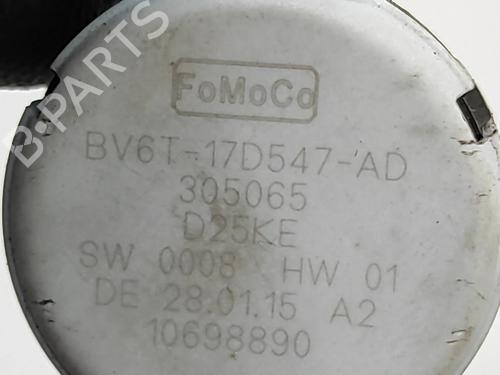 B-PARTS
FoMoCo
BV6T-17D547-AD
305065
D25KE
SW 0008 HW 01
DE 28.01.15 A2
10698890